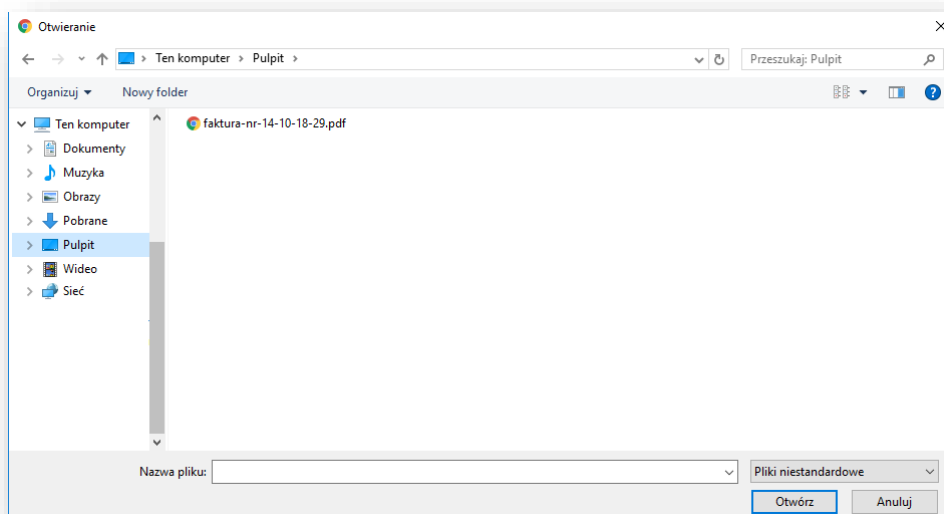 Otwieranie
Ten komputer Pulpit
Przeszukaj: Pulpit
Organizuj Nowy folder
Ten komputer
Dokumenty
Muzyka
Obrazy
Pobrane
Pulpit
Wideo
Sieć
faktura-nr-14-10-18-29.pdf
Nazwa pliku:
Pliki niestandardowe
Otwórz Anuluj